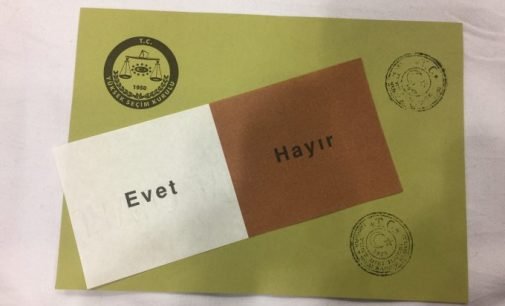 T.C.
1950
YÜKSEK SEÇİM KURULU
Evet
Hayır
T C